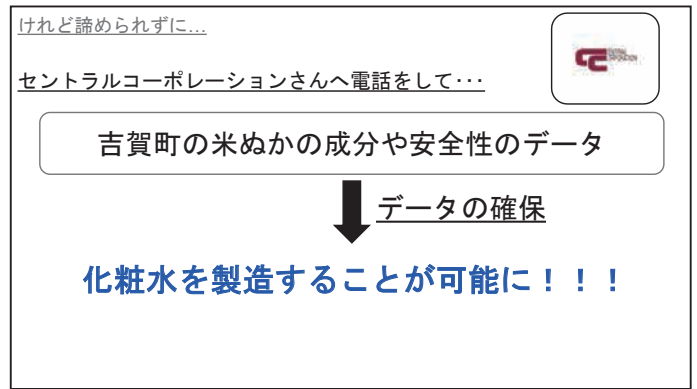 けれど諦められずに…
セントラルコーポレーションさんへ電話をして･･･
吉賀町の米ぬかの成分や安全性のデータ
データの確保
化粧水を製造することが可能に！！！